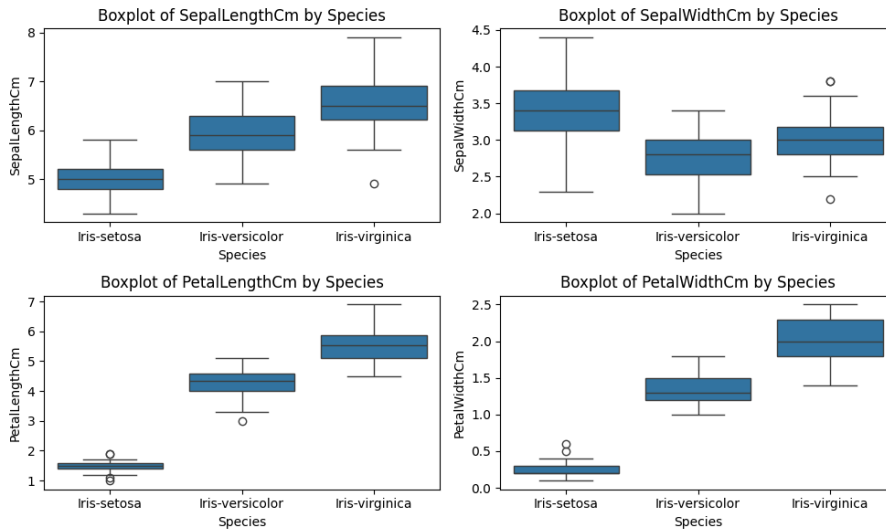 Boxplot of SepalLengthCm by Species
SepalLengthCm
8
7
6
5
Iris-setosa Iris-versicolor Iris-virginica
Species
Boxplot of SepalWidthCm by Species
SepalWidthCm
4.5
4.0
3.5
3.0
2.5
2.0
Iris-setosa Iris-versicolor Iris-virginica
Species
Boxplot of PetalLengthCm by Species
PetalLengthCm
7
6
5
4
3
2
1
Iris-setosa Iris-versicolor Iris-virginica
Species
Boxplot of PetalWidthCm by Species
PetalWidthCm
2.5
2.0
1.5
1.0
0.5
0.0
Iris-setosa Iris-versicolor Iris-virginica
Species